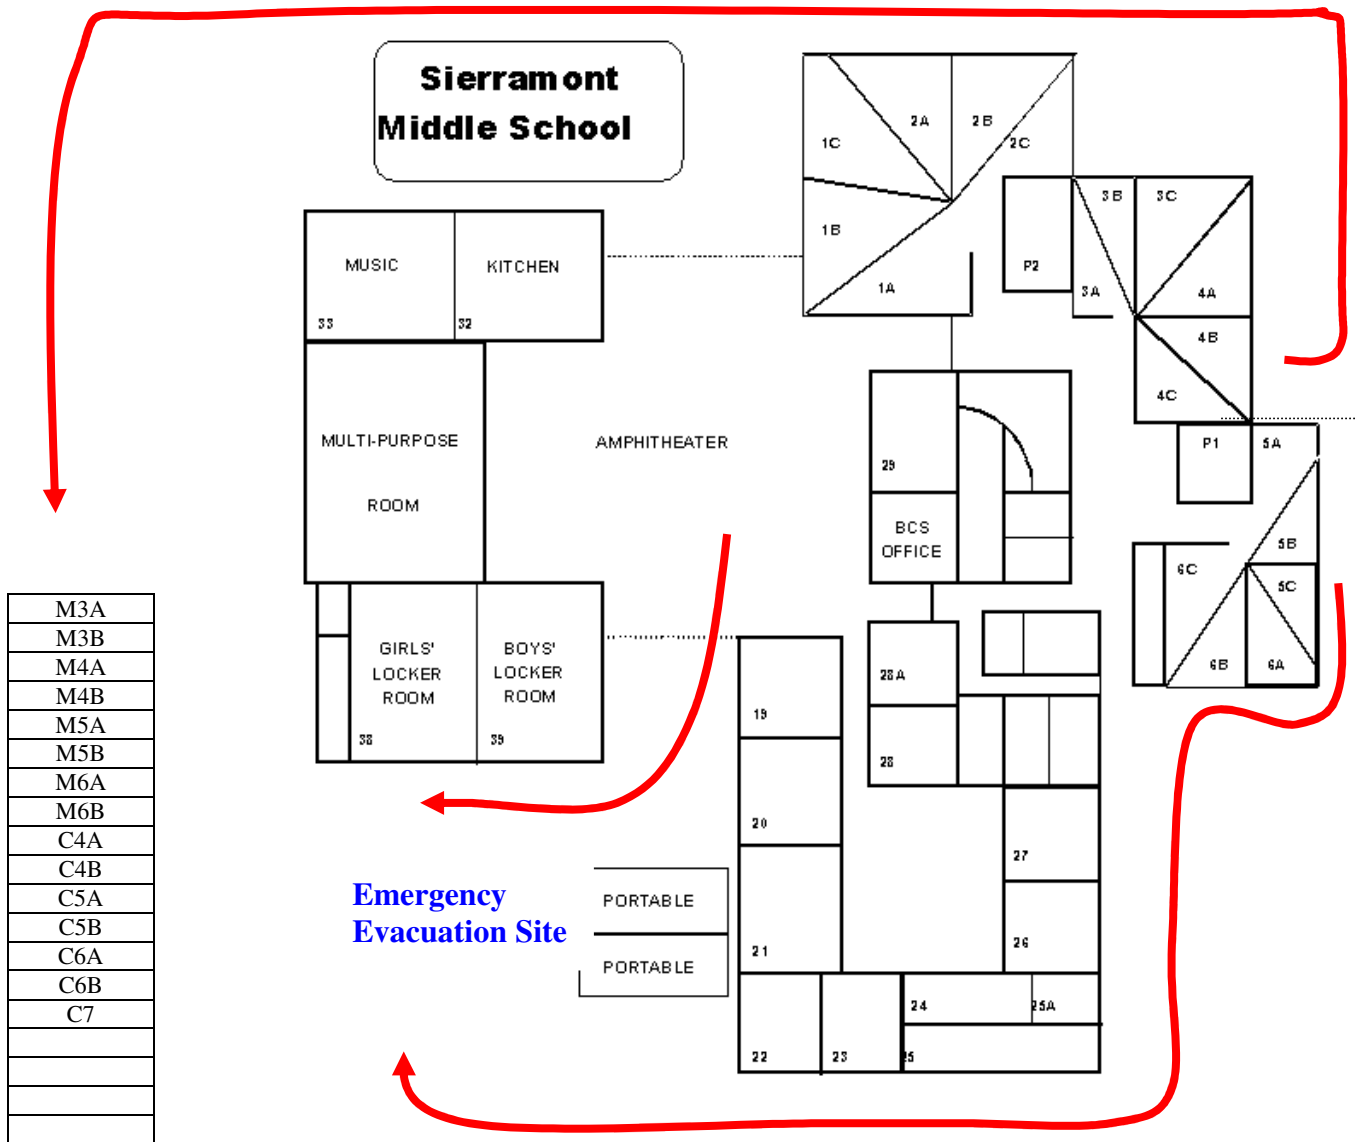 Sierramont
Middle School
2A
2B
1C
2C
3B
3C
1B
MUSIC
KITCHEN
P2
1A
3A
4A
33
32
4B
4C
MULTI-PURPOSE
ROOM
AMPHITHEATER
P1
5A
29
BCS
OFFICE
5B
6C
5C
M3A
M3B
M4A
M4B
M5A
M5B
M6A
M6B
C4A
C4B
C5A
C5B
C6A
C6B
C7
GIRLS'
LOCKER
ROOM
BOYS'
LOCKER
ROOM
28A
6B
6A
38
39
19
28
20
27
Emergency
Evacuation Site
PORTABLE
PORTABLE
21
26
24
25A
22
23
25